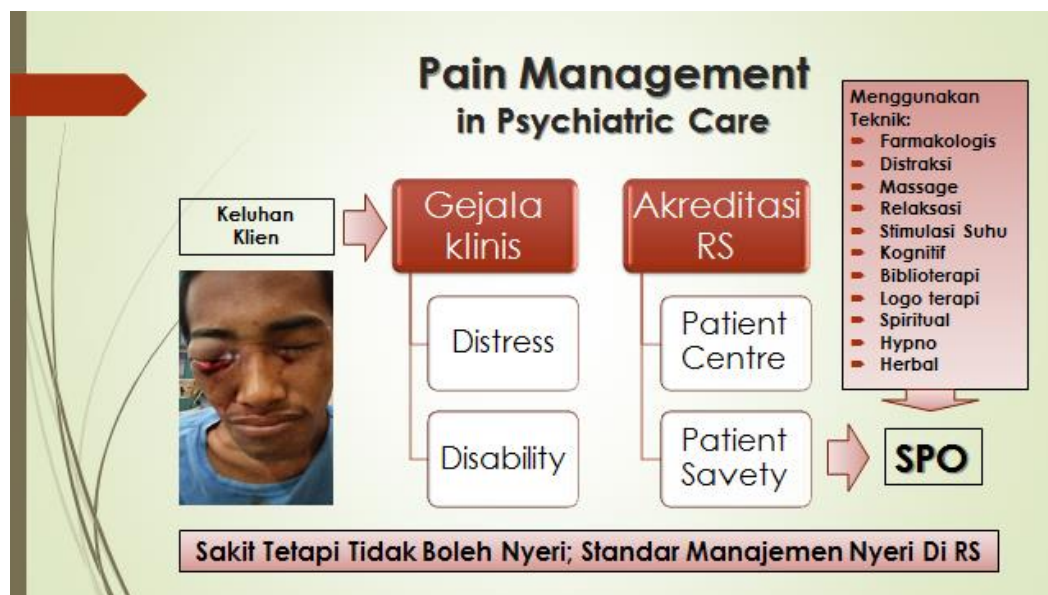 Pain Management
in Psychiatric Care
Keluhan
Klien
Gejala
klinis
Distress
Disability
Akreditasi
RS
Patient
Centre
Patient
Savety
Menggunakan
Teknik:
Farmakologis
Distraksi
Massage
Relaksasi
Stimulasi Suhu
Kognitif
Biblioterapi
Logo terapi
Spiritual
Hypno
Herbal
SPO
Sakit Tetapi Tidak Boleh Nyeri; Standar Manajemen Nyeri Di RS